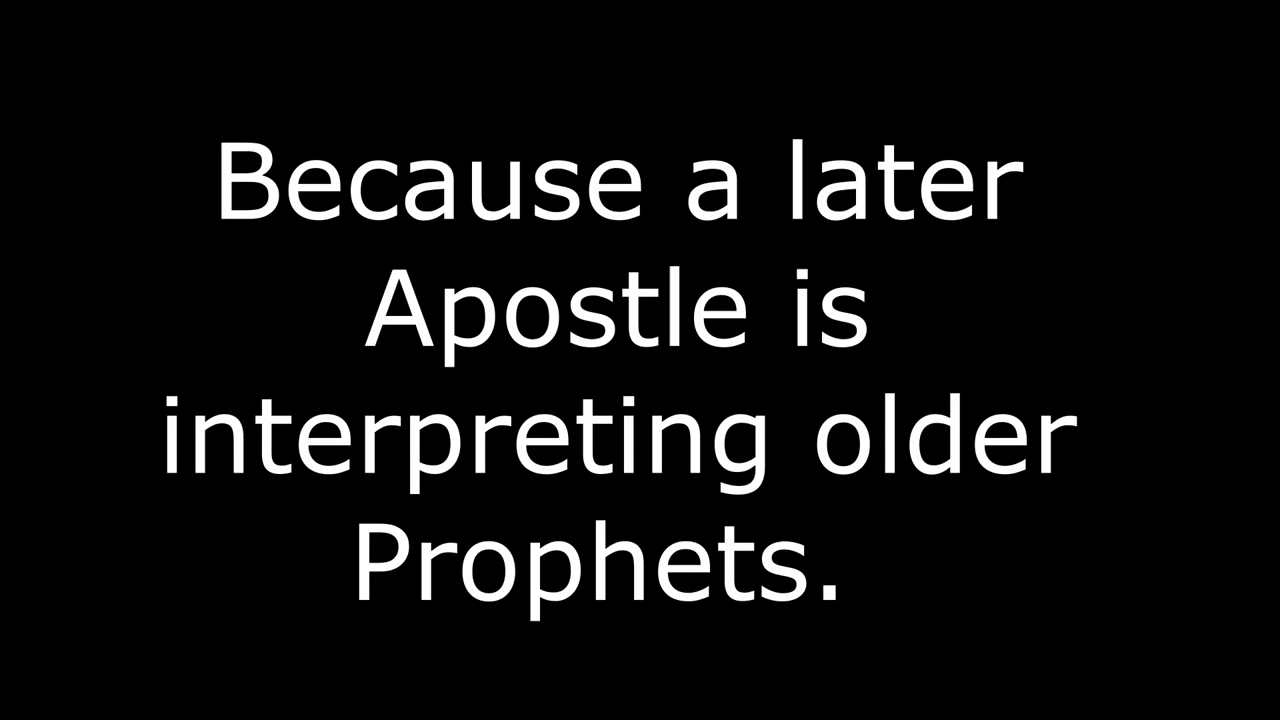 Because a later
Apostle is
interpreting older
Prophets.